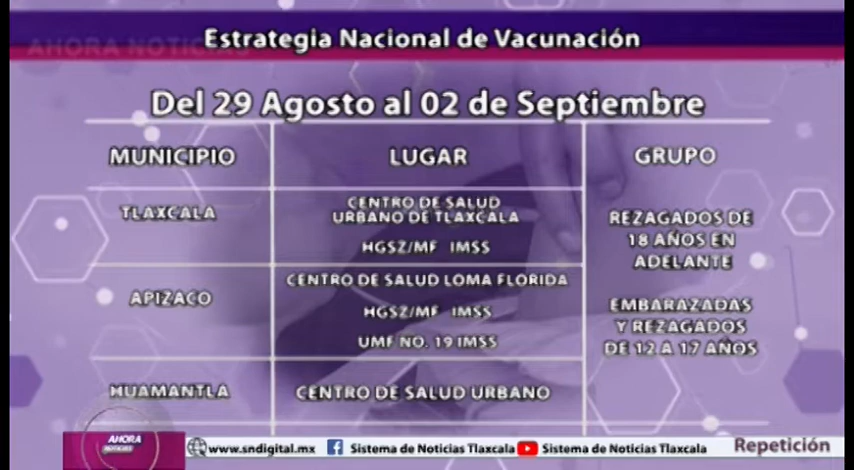 AHORA NOTICIAS
Estrategia Nacional de Vacunación
Del 29 Agosto al 02 de Septiembre
MUNICIPIO
LUGAR
GRUPO
TLAXCALA
CENTRO DE SALUD
URBANO DE TLAXCALA
HGSZ/MF IMSS
APIZACO
CENTRO DE SALUD LOMA FLORIDA
HGSZ/MF IMSS
UMF NO. 19 IMSS
HUAMANTLA
CENTRO DE SALUD URBANO
REZAGADOS DE
18 AÑOS EN
ADELANTE
EMBARAZADAS
Y REZAGADOS
DE 12 A 17 AÑOS
AHORA
NOTICIAS
www.sndigital.mx
Sistema de Noticias Tlaxcala
Sistema de Noticias Tlaxcala
Repetición